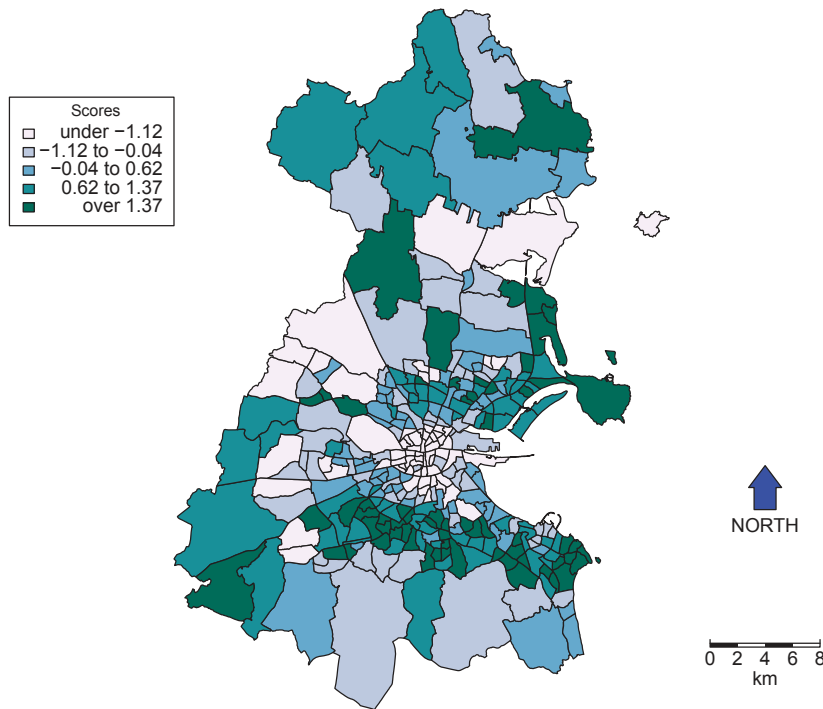 Scores
under −1.12
−1.12 to −0.04
−0.04 to 0.62
0.62 to 1.37
over 1.37
NORTH
0 2 4 6 8
km